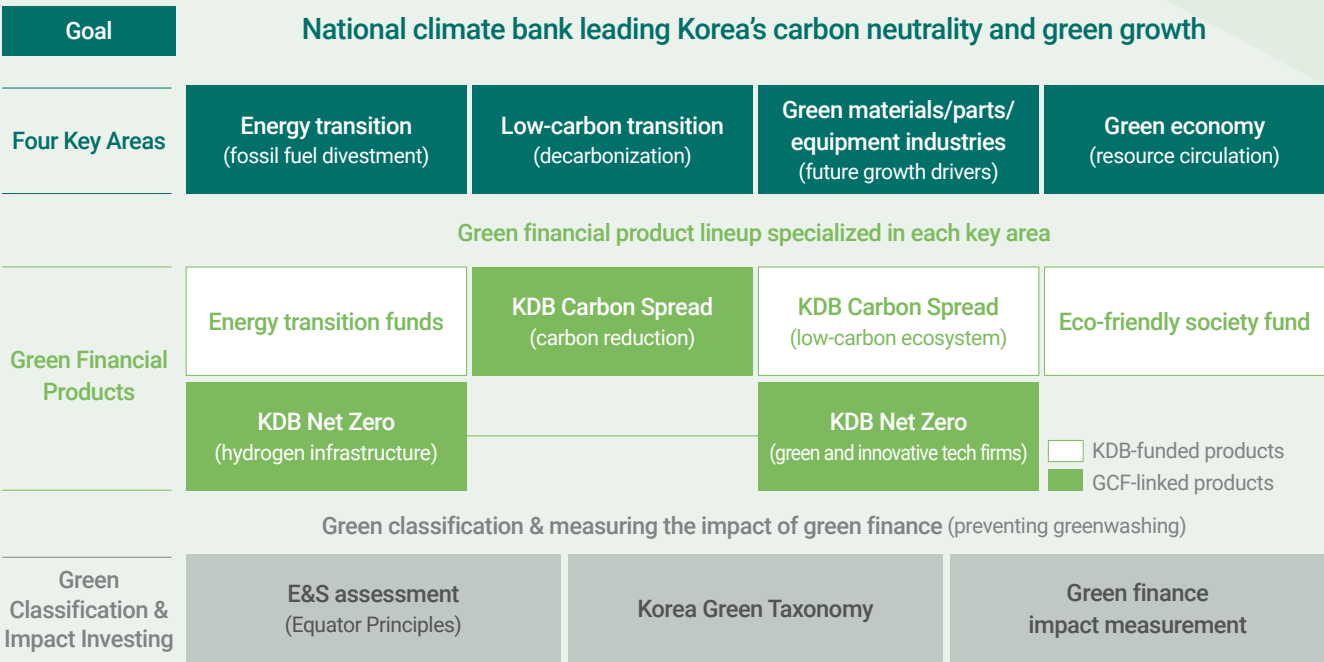 Goal
National climate bank leading Korea's carbon neutrality and green growth
Four Key Areas
Energy transition
(fossil fuel divestment)
Low-carbon transition
(decarbonization)
Green materials/parts/
equipment industries
(future growth drivers)
Green economy
(resource circulation)
Green financial product lineup specialized in each key area
Green Financial
Products
Energy transition funds
KDB Carbon Spread
(carbon reduction)
KDB Carbon Spread
(low-carbon ecosystem)
Eco-friendly society fund
KDB Net Zero
(hydrogen infrastructure)
KDB Net Zero
(green and innovative tech firms)
KDB-funded products
GCF-linked products
Green classification & measuring the impact of green finance (preventing greenwashing)
Green
Classification &
Impact Investing
E&S assessment
(Equator Principles)
Korea Green Taxonomy
Green finance
impact measurement